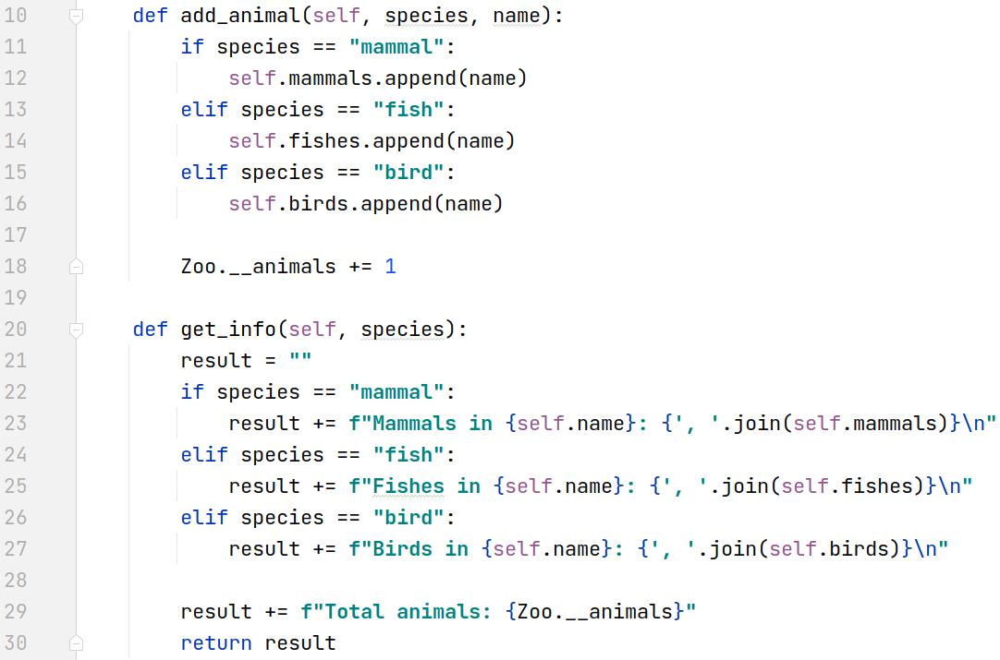 10 def add_animal(self, species, name):
11 if species == "mammal":
12 self.mammals.append(name)
13 elif species == "fish":
14 self.fishes.append(name)
15 elif species == "bird":
16 self.birds.append(name)
17
18 Zoo.__animals += 1
19
20 def get_info(self, species):
21 result = ""
22 if species == "mammal":
23 result += f"Mammals in {self.name}: {', '.join(self.mammals)}\n"
24 elif species == "fish":
25 result += f"Fishes in {self.name}: {', '.join(self.fishes)}\n"
26 elif species == "bird":
27 result += f"Birds in {self.name}: {', '.join(self.birds)}\n"
28
29 result += f"Total animals: {Zoo.__animals}"
30 return result